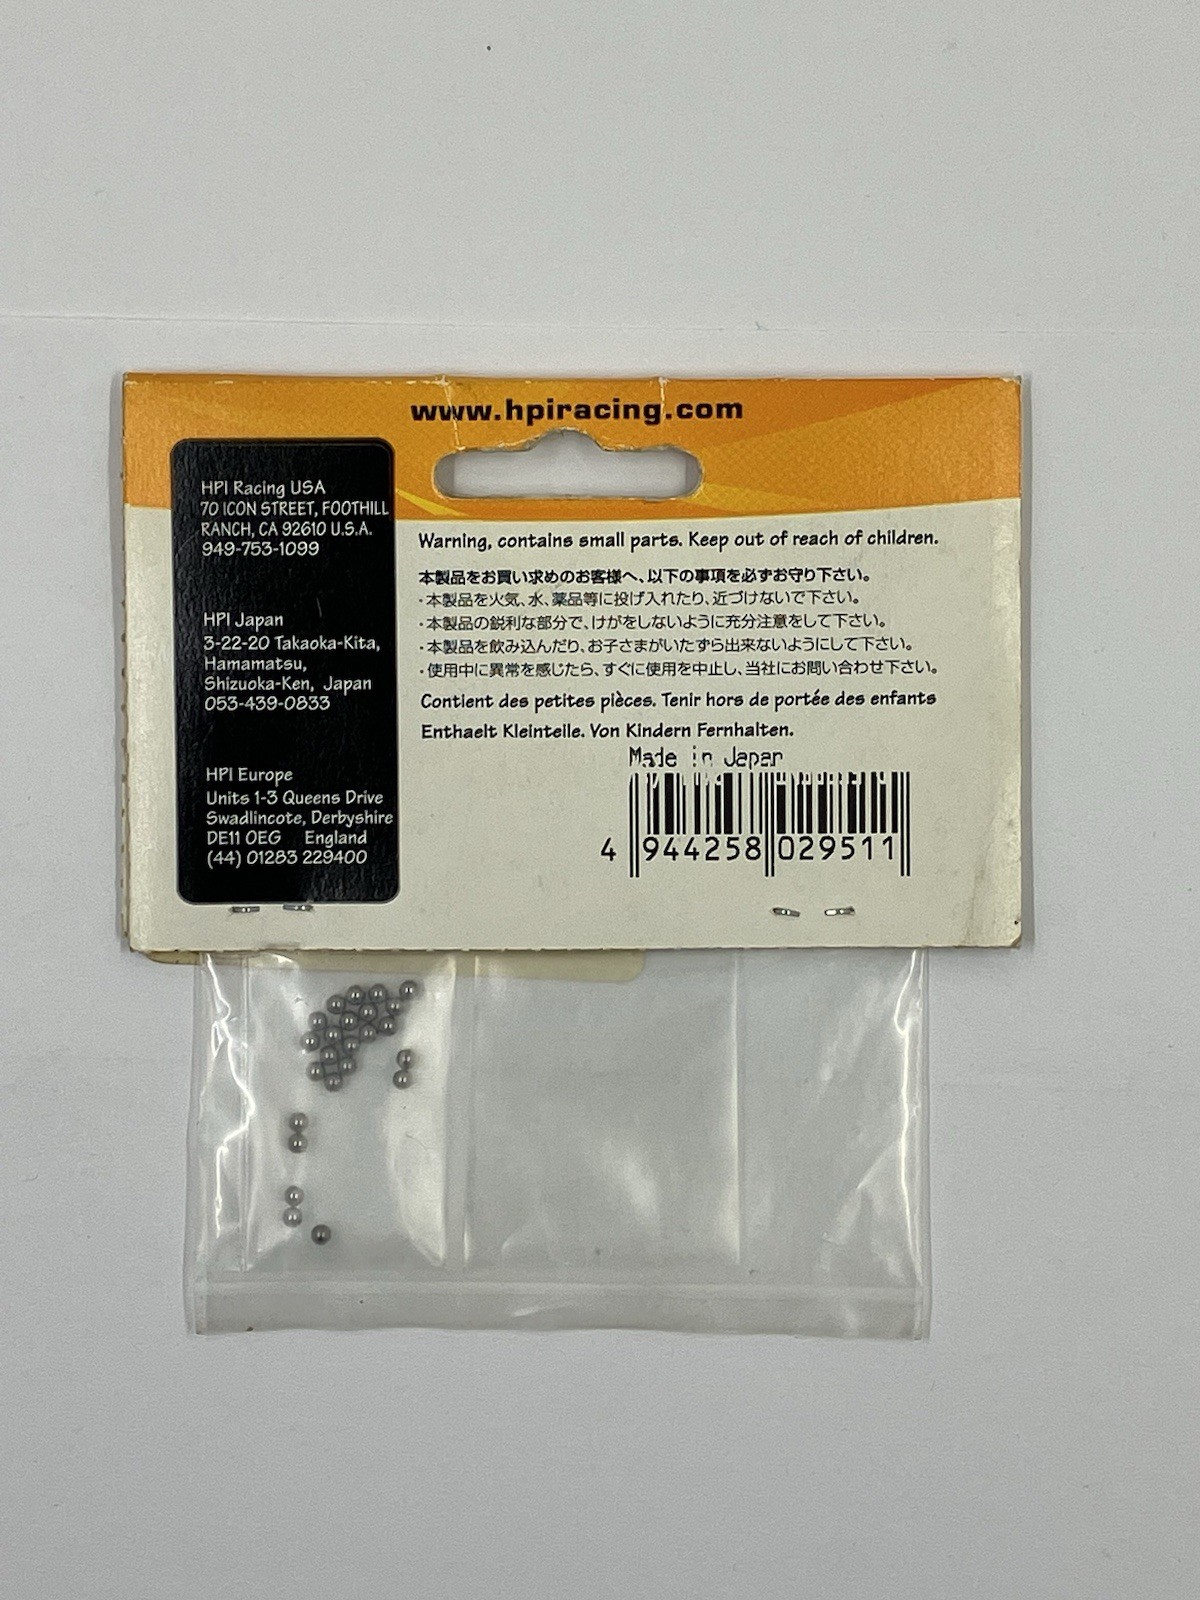 www.hpiracing.com
HPI Racing USA
70 ICON STREET, FOOTHILL
RANCH, CA 92610 U.S.A.
949-753-1099
HPI Japan
3-22-20 Takaoka-Kita,
Hamamatsu,
Shizuoka-Ken, Japan
053-439-0833
HPI Europe
Units 1-3 Queens Drive
Swadlincote, Derbyshire
DE11 0EG England
(44) 01283 229400
Warning, contains small parts. Keep out of reach of children.
本製品をお買い求めのお客様へ、以下の事項を必ずお守り下さい。
・本製品を火気、水、薬品等に投げ入れたり、近づけないで下さい。
・本製品の鋭利な部分で、けがをしないように充分注意をして下さい。
・本製品を飲み込んだり、お子さまがいたずら出来ないようにして下さい。
・使用中に異常を感じたら、すぐに使用を中止し、当社にお問い合わせ下さい。
Contient des petites pièces. Tenir hors de portée des enfants
Enthaelt Kleinteile. Von Kindern Fernhalten.
Made in Japan
4 944258 029511